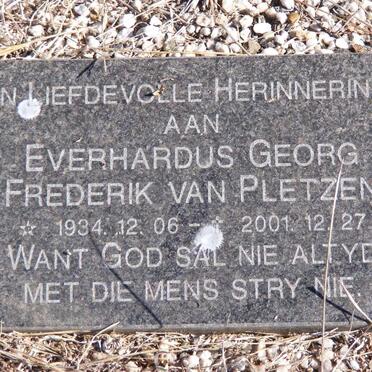 N LIEFDEVOLLE HERINNERIN
AAN
EVERHARDUS GEORG
FREDERIK VAN PLETZEN
☆ 1934.12.06 – ✝ 2001.12.27
WANT GOD SAL NIE ALTYD
MET DIE MENS STRY NIE